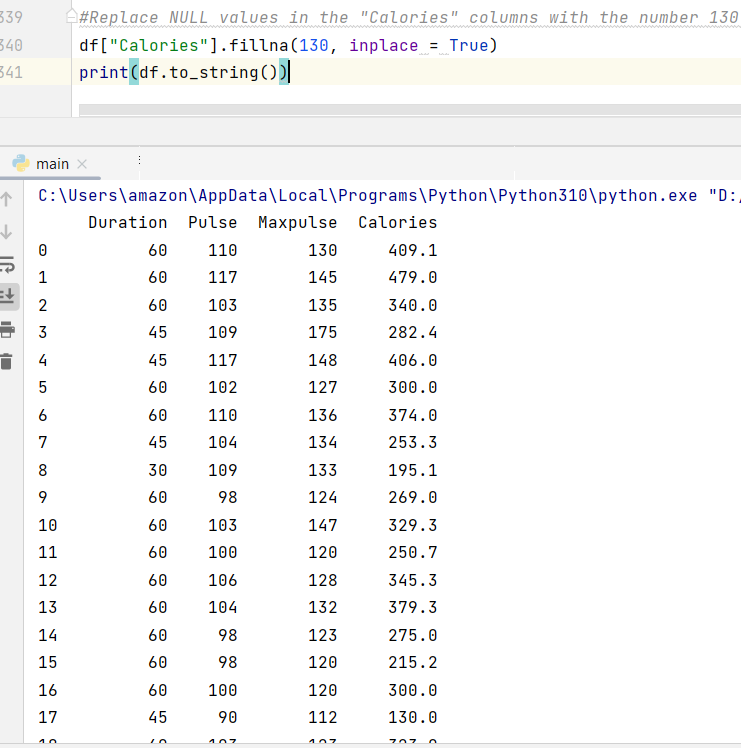 339 #Replace NULL values in the "Calories" columns with the number 130
340 df["Calories"].fillna(130, inplace = True)
341 print(df.to_string())
main
C:\Users\amazon\AppData\Local\Programs\Python\Python310\python.exe "D:/
Duration Pulse Maxpulse Calories
0 60 110 130 409.1
1 60 117 145 479.0
2 60 103 135 340.0
3 45 109 175 282.4
4 45 117 148 406.0
5 60 102 127 300.0
6 60 110 136 374.0
7 45 104 134 253.3
8 30 109 133 195.1
9 60 98 124 269.0
10 60 103 147 329.3
11 60 100 120 250.7
12 60 106 128 345.3
13 60 104 132 379.3
14 60 98 123 275.0
15 60 98 120 215.2
16 60 100 120 300.0
17 45 90 112 130.0